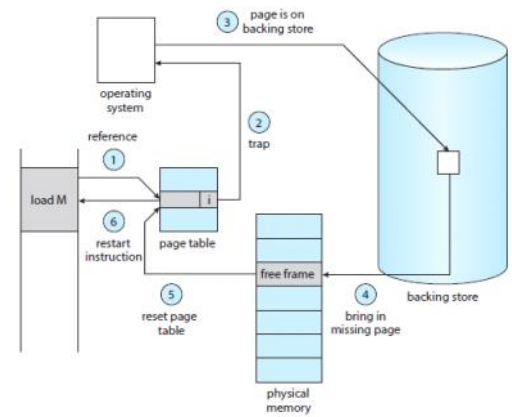 3
page is on
backing store
operating
system
2
trap
reference
1
load M
i
6
restart
instruction
page table
free frame
5
reset page
table
4
bring in
missing page
backing store
physical
memory